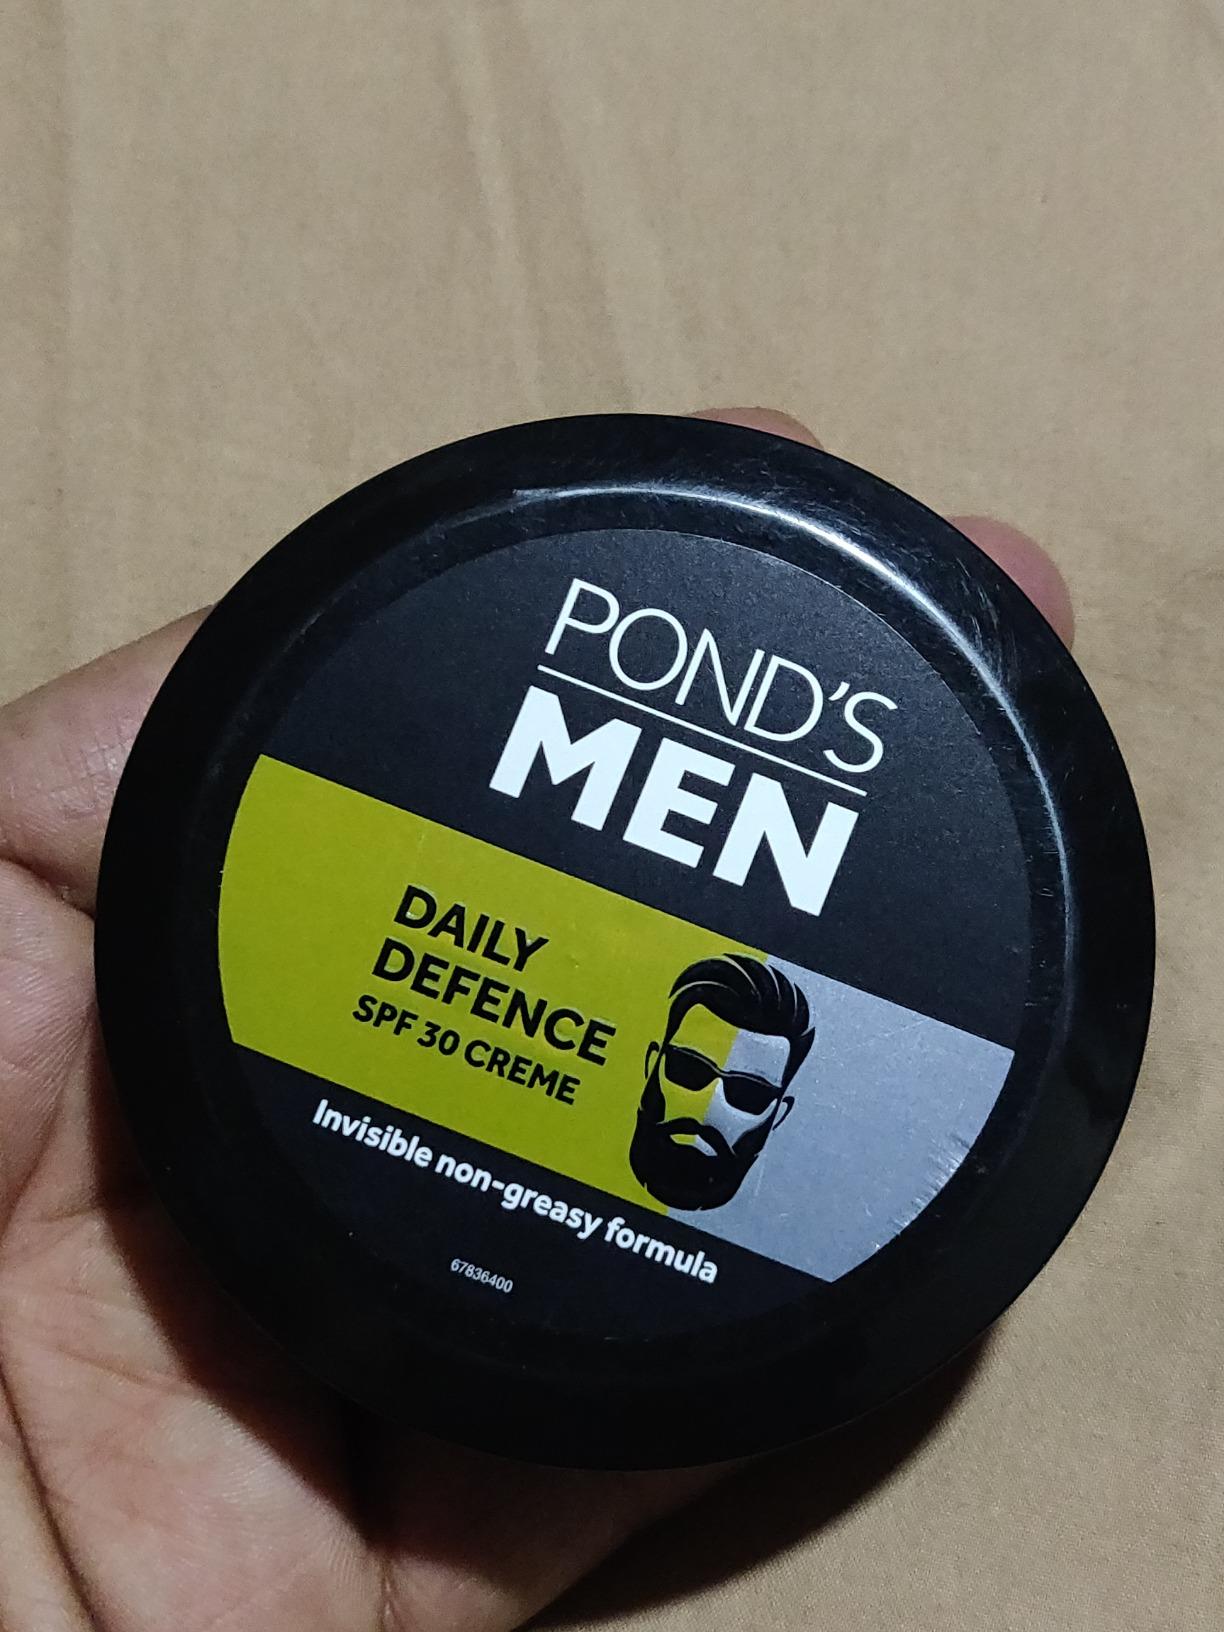 POND'S
MEN
DAILY
DEFENCE
SPF 30 CREME
Invisible non-greasy formula
67836400